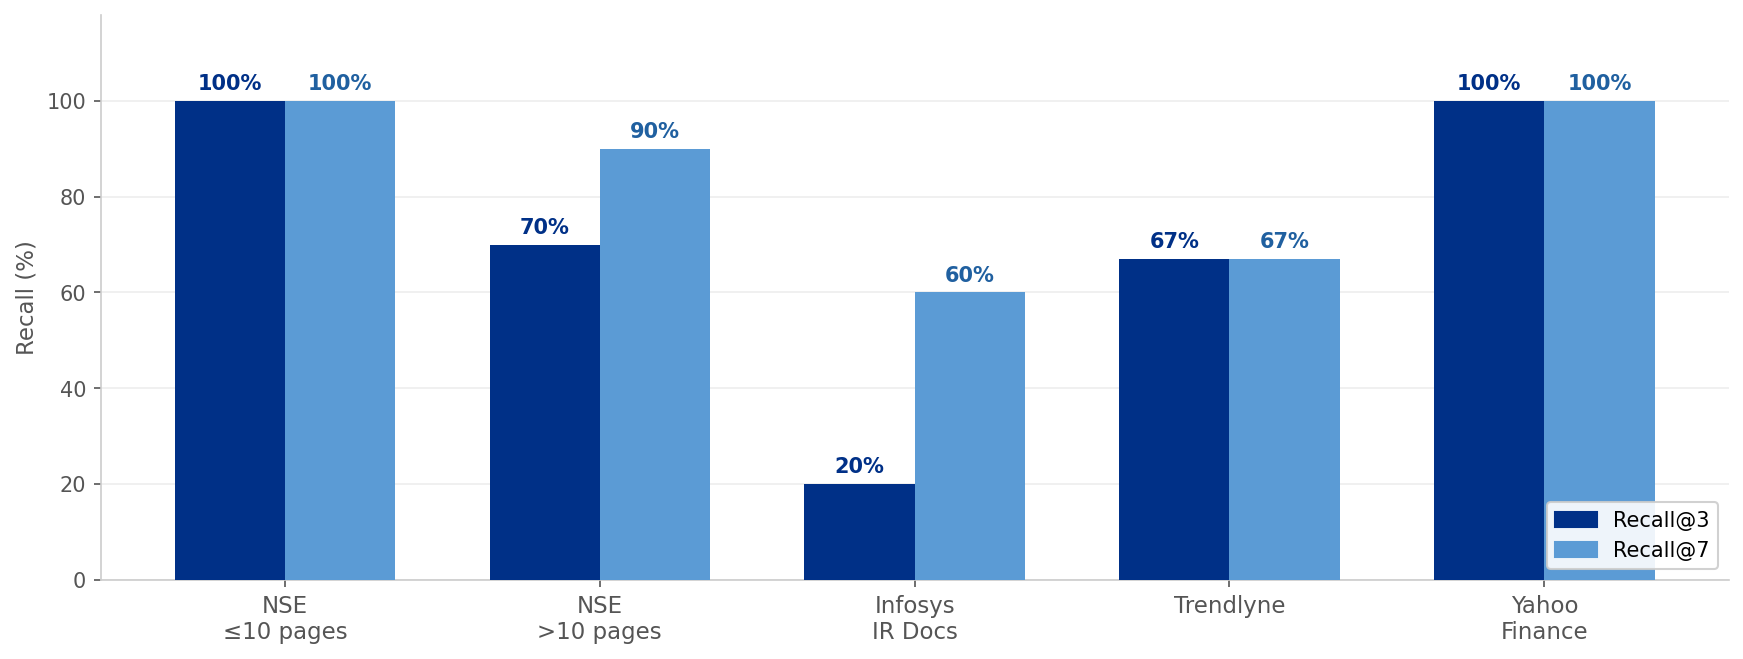 100% 100% 100% 100%
100
90%
80
70%
67% 67%
60%
60
Recall (%)
40
20%
20
Recall@3
Recall@7
0
NSE
≤10 pages
NSE
>10 pages
Infosys
IR Docs
Trendlyne
Yahoo
Finance